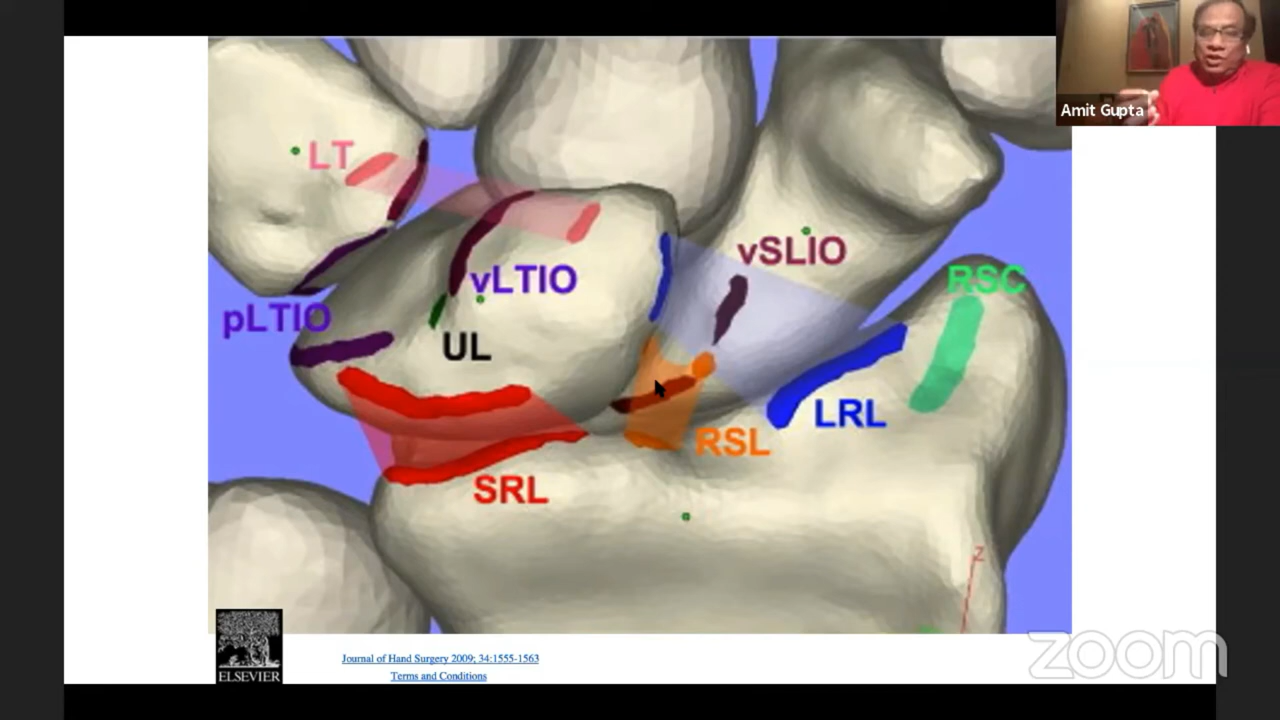 Amit Gupta
LT
vSLIO
RSC
vLTIO
pLTIO
UL
LRL
RSL
SRL
Z
ELSEVIER
Journal of Hand Surgery 2009; 34:1555-1563
Terms and Conditions
zoom